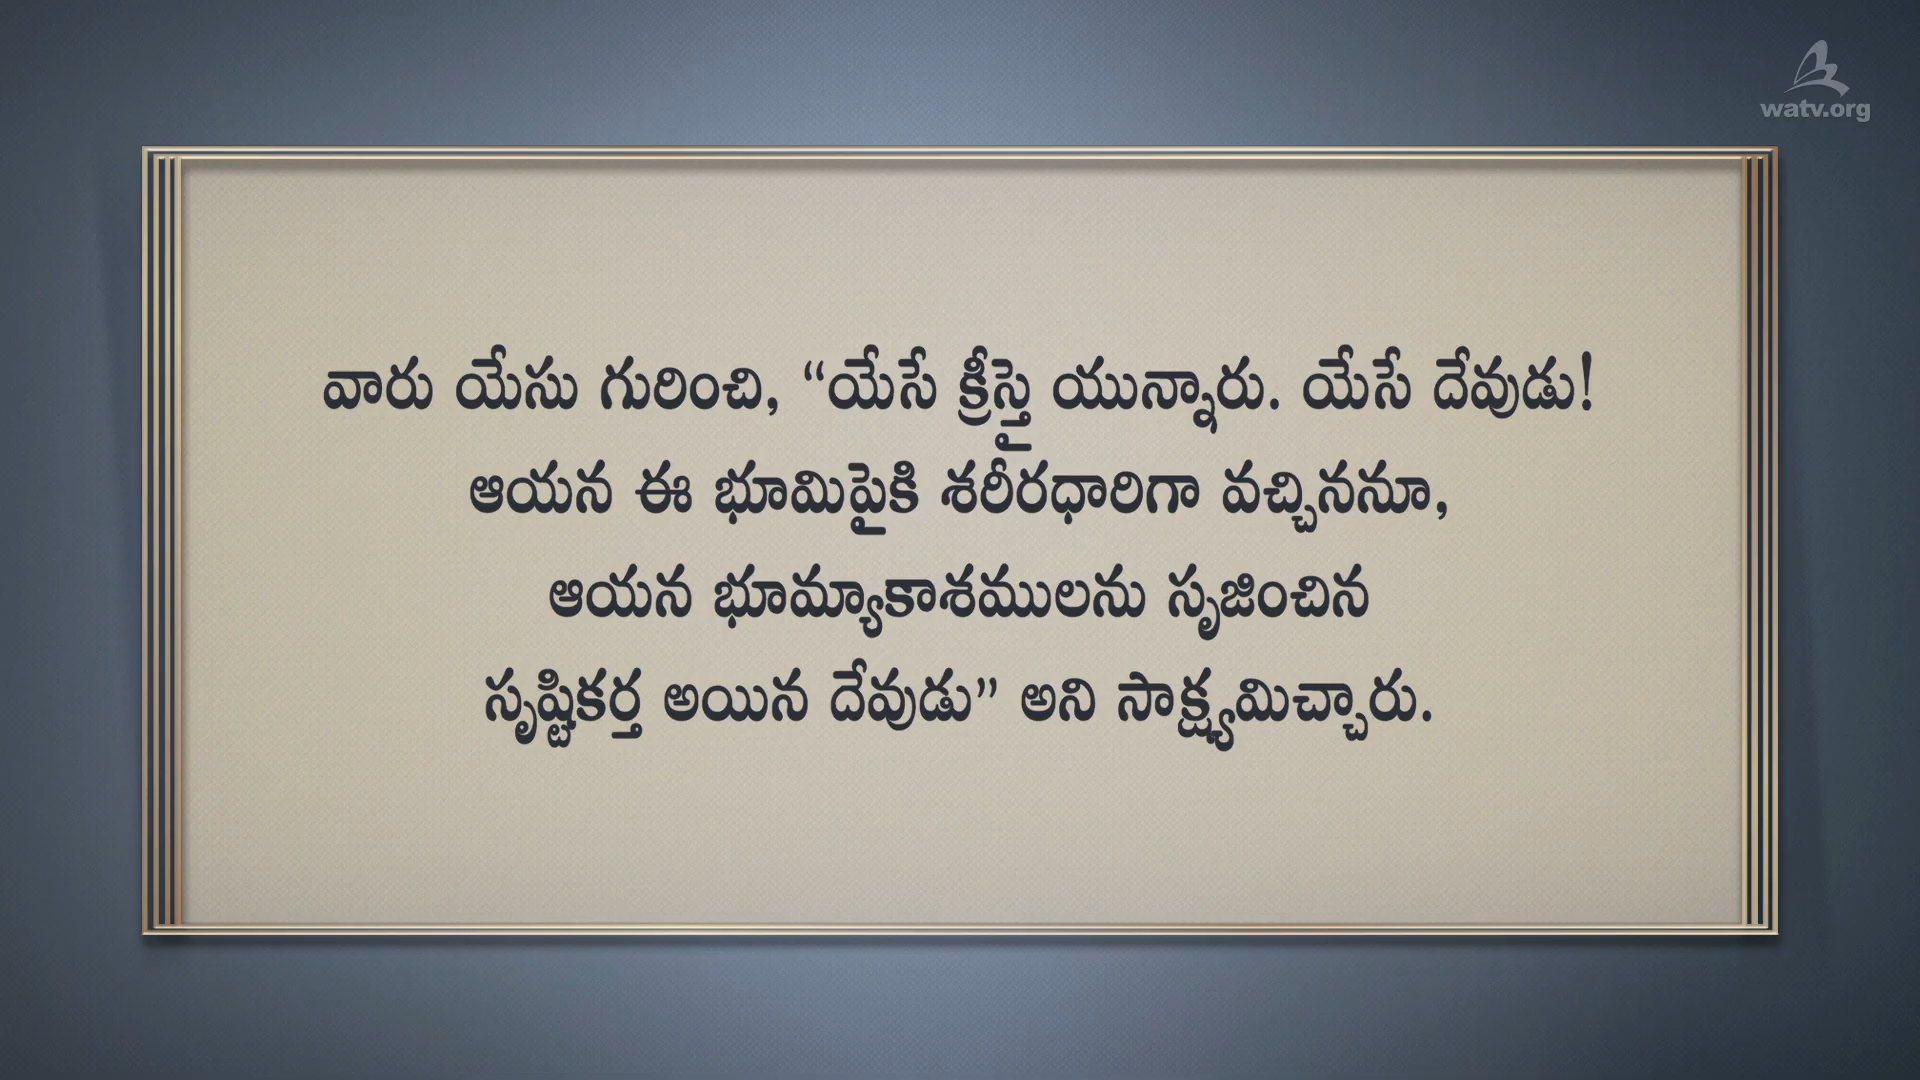 watv.org
వారు యేసు గురించి, “యేసే క్రీస్తై యున్నారు. యేసే దేవుడు!
ఆయన ఈ భూమిపైకి శరీరధారిగా వచ్చిననూ,
ఆయన భూమ్యాకాశములను సృజించిన
సృష్టికర్త అయిన దేవుడు” అని సాక్ష్యమిచ్చారు.